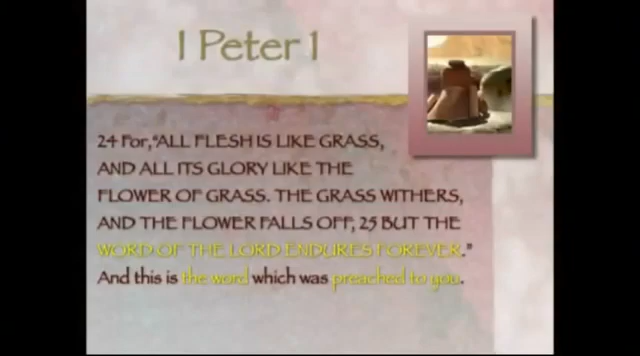 1 Peter 1
24 For,"ALL FLESH IS LIKE GRASS,
AND ALL ITS GLORY LIKE THE
FLOWER OF GRASS. THE GRASS WITHERS,
AND THE FLOWER FALLS OFF, 25 BUT THE
WORD OF THE LORD ENDURES FOREVER."
And this is the word which was preached to you.